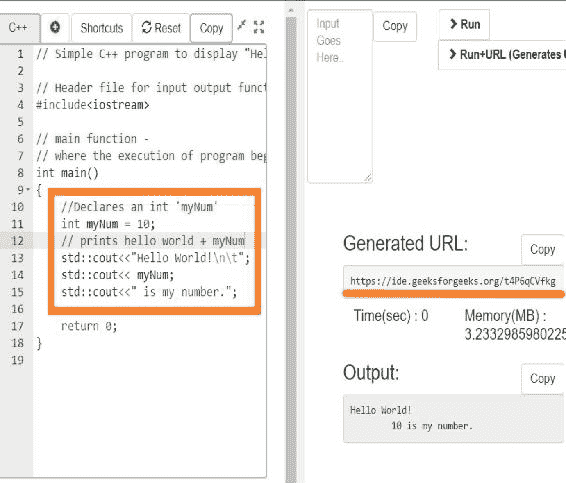 C++ Shortcuts Reset Copy
1 // Simple C++ program to display "Hel
2
3 // Header file for input output funct
4 #include<iostream>
5
6 // main function -
7 // where the execution of program beg
8 int main()
9 {
10 //Declares an int 'myNum'
11 int myNum = 10;
12 // prints hello world + myNum
13 std::cout<<"Hello World!\n\t";
14 std::cout<< myNum;
15 std::cout<<" is my number.";
16
17 return 0;
18 }
19
Input
Goes
Here..
Copy
Run
Run+URL (Generates U
Generated URL:
Copy
https://ide.geeksforgeeks.org/t4P6qCVfkg
Time(sec) : 0
Memory(MB) :
3.2332985980225
Output:
Copy
Hello World!
10 is my number.